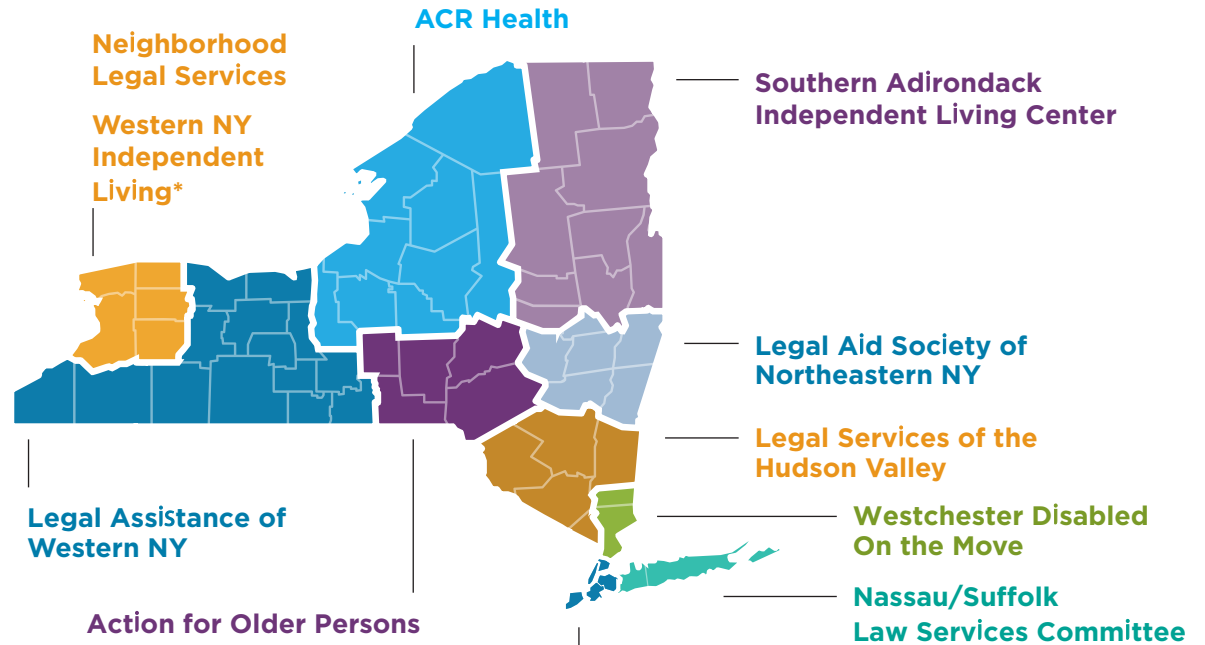 ACR Health
Neighborhood
Legal Services
Western NY
Independent
Living*
Southern Adirondack
Independent Living Center
Legal Aid Society of
Northeastern NY
Legal Services of the
Hudson Valley
Westchester Disabled
On the Move
Nassau/Suffolk
Law Services Committee
Legal Assistance of
Western NY
Action for Older Persons